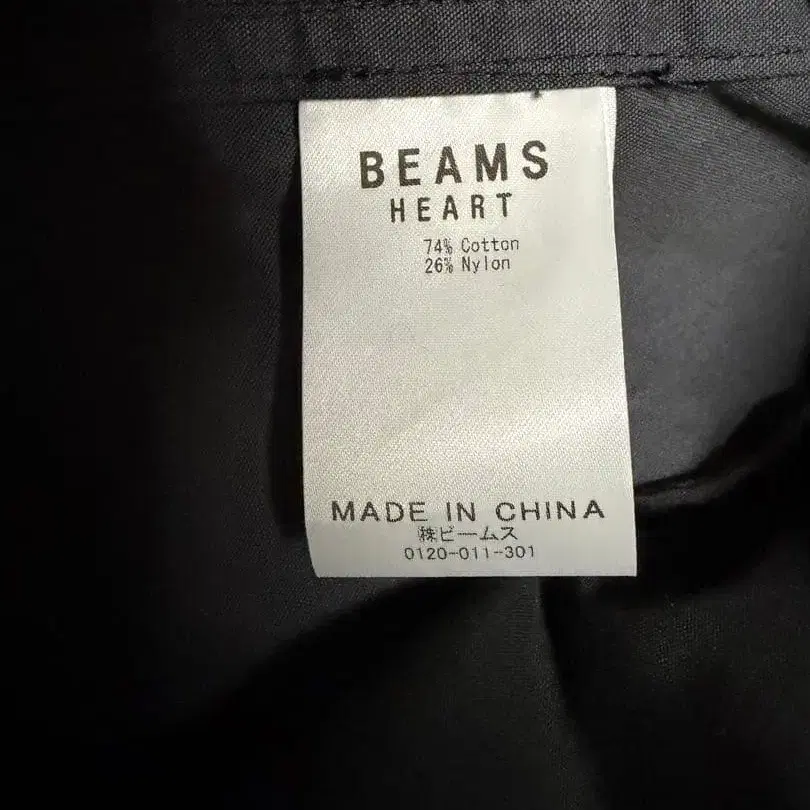 BEAMS
HEART
74% Cotton
26% Nylon
MADE IN CHINA
㈱ビームス
0120-011-301